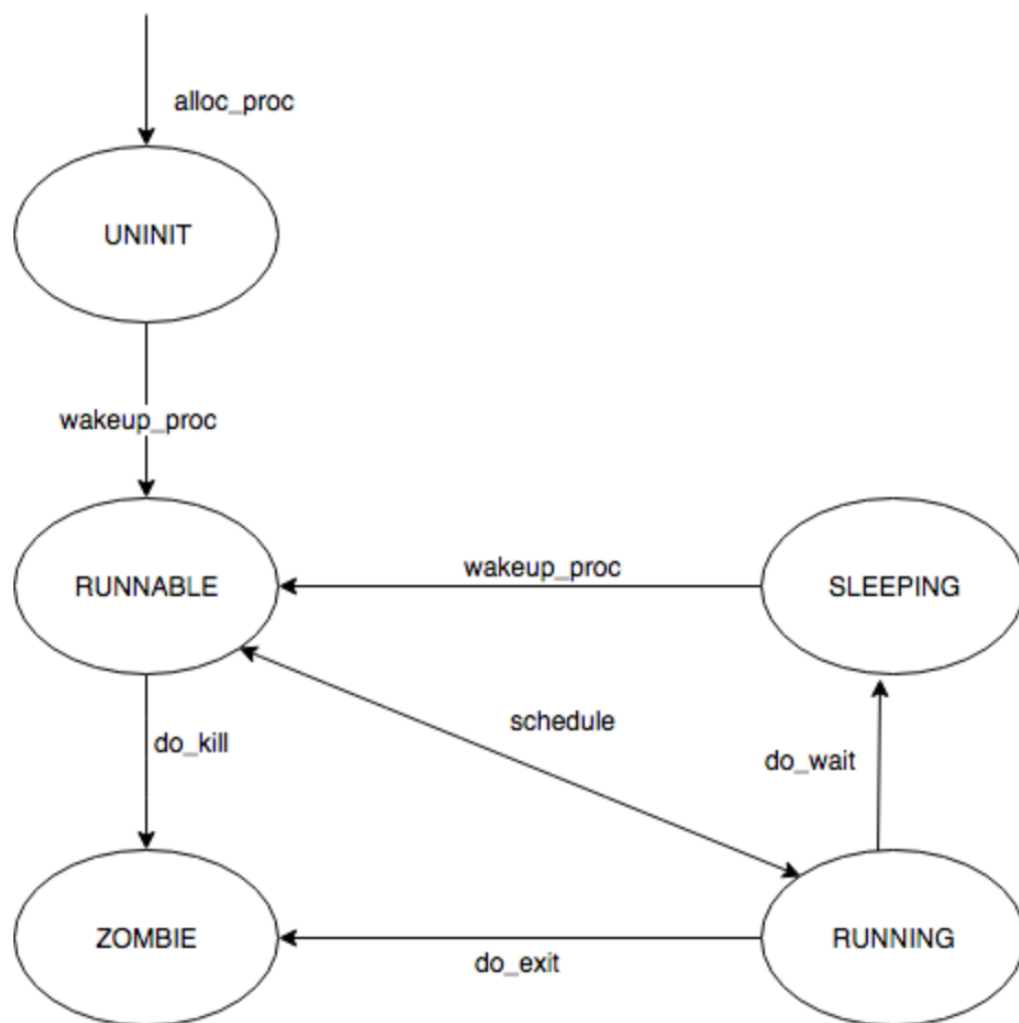 alloc_proc
UNINIT
wakeup_proc
RUNNABLE
wakeup_proc
SLEEPING
schedule
do_kill
do_wait
ZOMBIE
do_exit
RUNNING